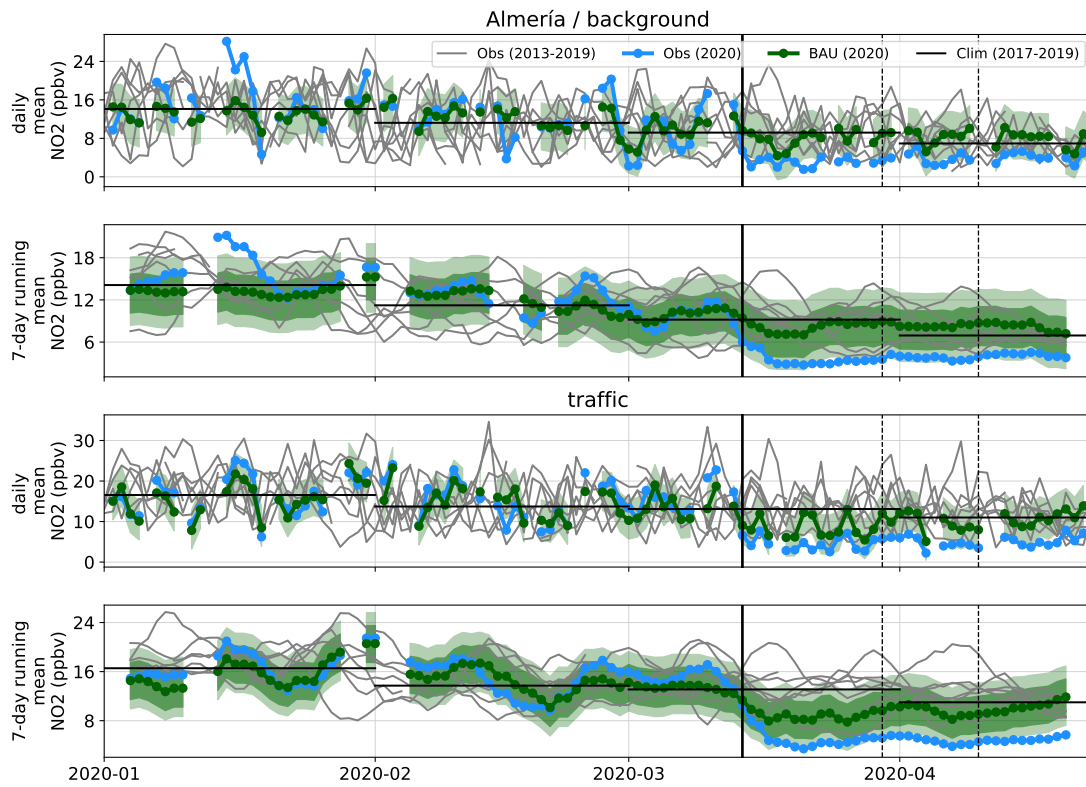 Almería / background
Obs (2013-2019) Obs (2020) BAU (2020) Clim (2017-2019)
daily
mean
NO2 (ppbv)
24
16
8
0
7-day running
mean
NO2 (ppbv)
18
12
6
traffic
daily
mean
NO2 (ppbv)
30
20
10
0
7-day running
mean
NO2 (ppbv)
24
16
8
2020-01 2020-02 2020-03 2020-04